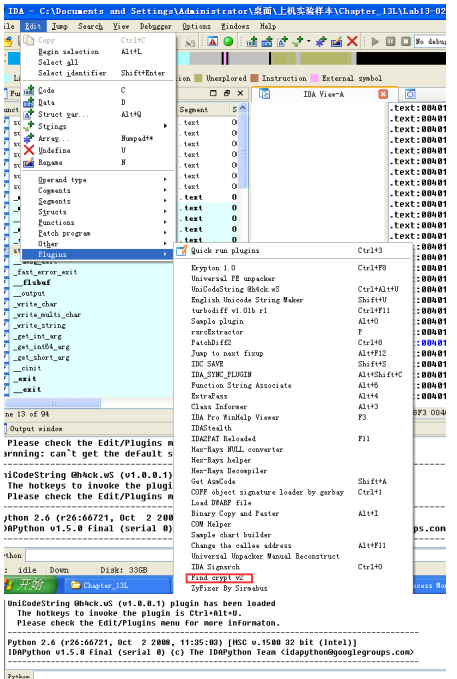 IDA - C:\Documents and Settings\Administrator\桌面\上机实验样本\Chapter_13L\Lab13-02
File Edit Jump Search View Debugger Options Windows Help
No debu
Copy Ctrl+C
Begin selection Alt+L
Select all
Select identifier Shift+Enter
Code C
Data D
Struct var... Alt+Q
Strings
Array... Numpad+*
Undefine U
Rename N
Operand type
Comments
Segments
Structs
Functions
Patch program
Other
Plugins
Unexplored Instruction External symbol
IDA View-A
Segment
.text
.text
.text
.text
.text
.text
.text
.text
.text
.text
.text:00401
.text:00401
.text:00401
.text:00401
.text:00401
.text:00401
.text:00401
.text:00401
Quick run plugins Ctrl+3
Krypton 1.0 Ctrl+F8
Universal PE unpacker
UniCodeString @h4ck.wS Ctrl+Alt+U
English Unicode String Maker Shift+U
turbodiff v1.01b r1 Ctrl+F11
Sample plugin Alt+0
rsrcExtractor P
PatchDiff2 Ctrl+8
Jump to next fixup Alt+F12
IDC SAVE Shift+S
IDA_SYNC_PLUGIN Alt+Shift+C
Function String Associate Alt+6
ExtraPass Alt+4
Class Informer Alt+3
IDA Pro WinHelp Viewer F3
IDAStealth
IDA2PAT Reloaded F11
Hex-Rays NULL converter
Hex-Rays helper
Hex-Rays Decompiler
Get AsmCode Shift+A
COFF object signature loader by gerbay Ctrl+1
Load DWARF file
Binary Copy and Paster Alt+I
COM Helper
Sample chart builder
Change the callee address Alt+F11
Universal Unpacker Manual Reconstruct
IDA Signsrch Ctrl+O
Find crypt v2
ZyFixer By Sirmabus
_fast_error_exit
__flsbuf
__output
_write_char
_write_multi_char
_write_string
_get_int_arg
_get_int64_arg
_get_short_arg
__cinit
_exit
__exit
ne 13 of 94
Output window
Please check the Edit/Plugins m
arnning: can't get the default s
niCodeString @h4ck.wS (v1.0.0.1)
The hotkeys to invoke the plugi
Please check the Edit/Plugins m
ython 2.6 (r26:66721, Oct 2 200
DAPython v1.5.0 final (serial 0)
ps.com>
ython
: idle Down Disk: 33GB
开始
Chapter_13L
ocess Mon
UniCodeString @h4ck.wS (v1.0.0.1) plugin has been loaded
The hotkeys to invoke the plugin is Ctrl+Alt+U.
Please check the Edit/Plugins menu for more informaton.
Python 2.6 (r26:66721, Oct 2 2008, 11:35:03) [MSC v.1500 32 bit (Intel)]
IDAPython v1.5.0 final (serial 0) (c) The IDAPython Team <idapython@googlegroups.com>
Python